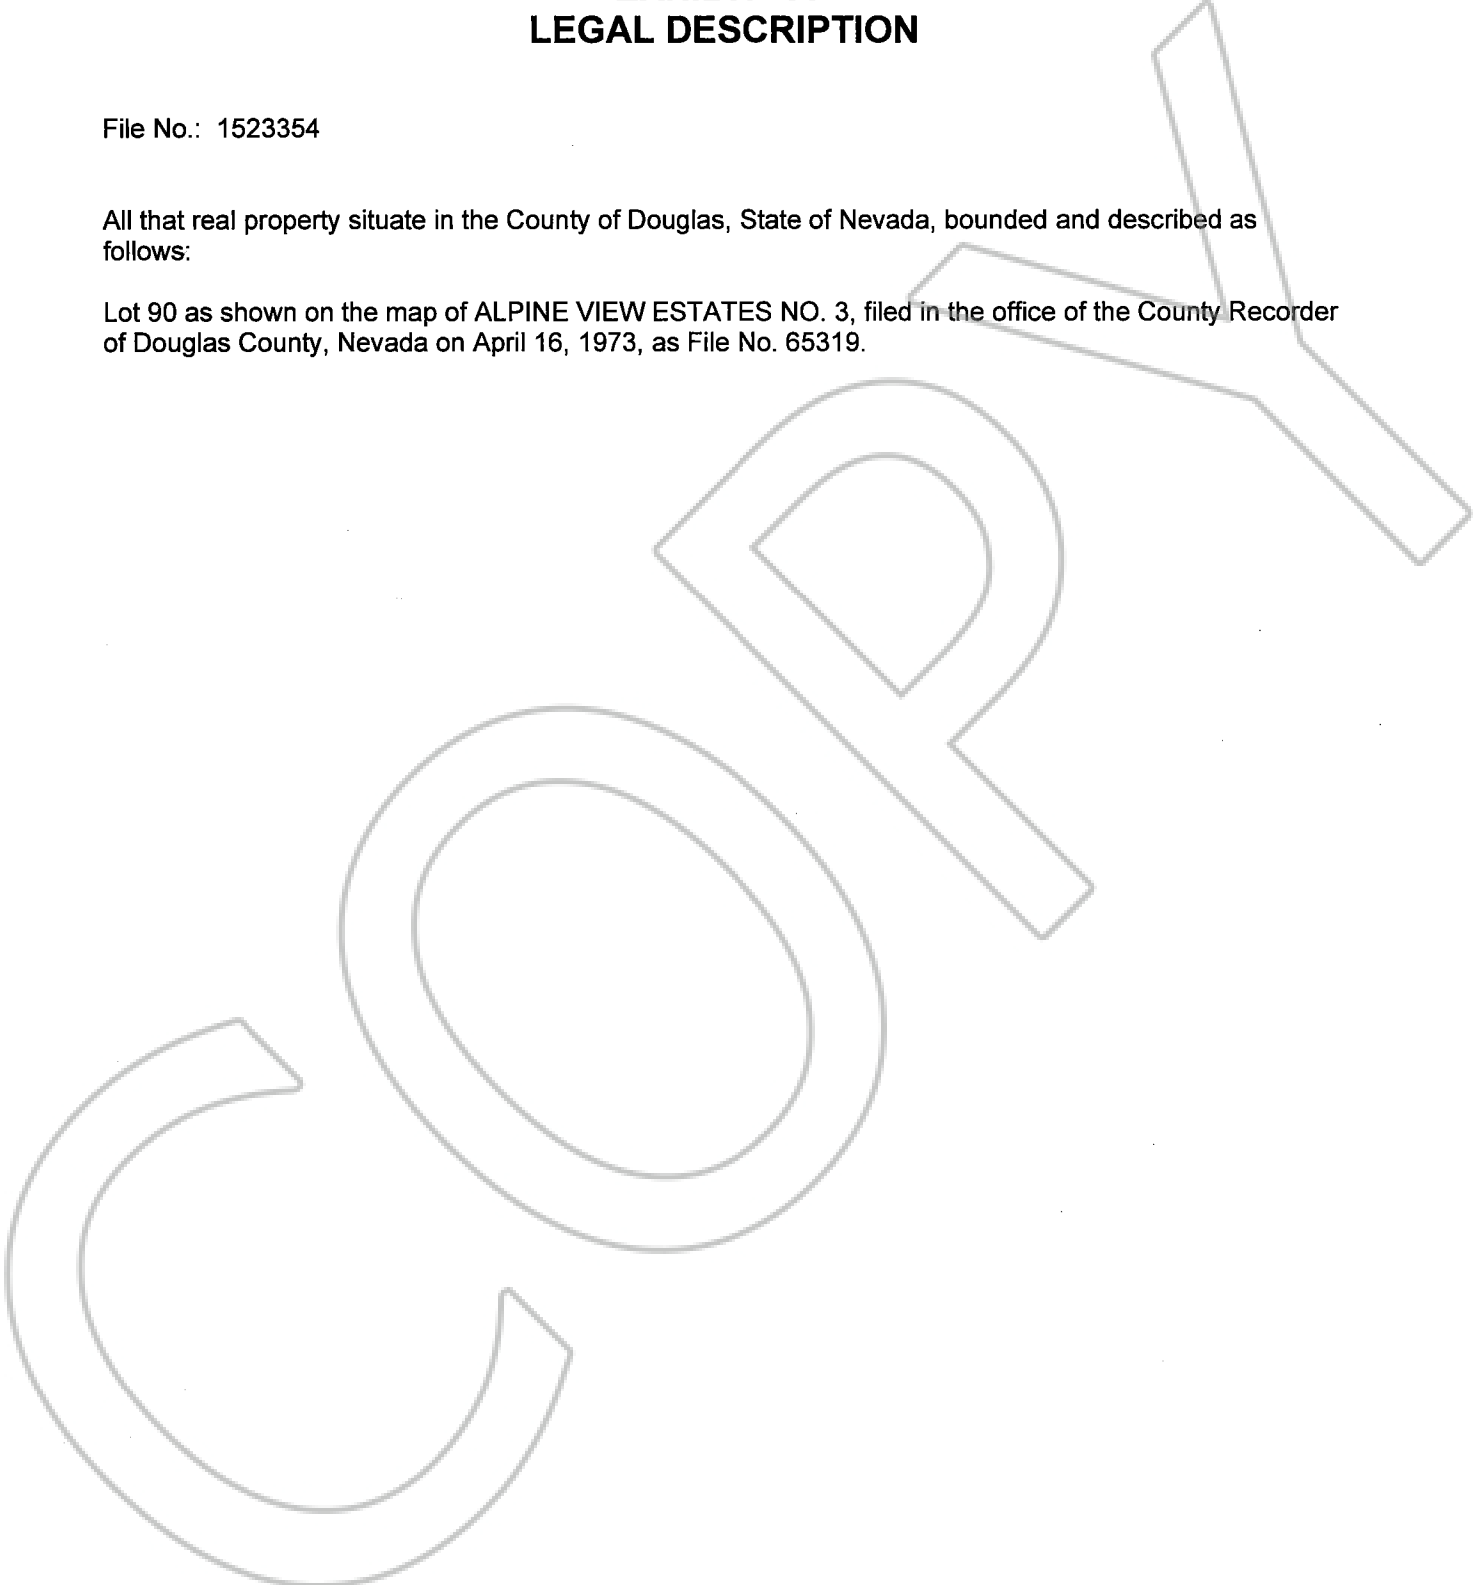 LEGAL DESCRIPTION
File No.: 1523354
All that real property situate in the County of Douglas, State of Nevada, bounded and described as
follows:
Lot 90 as shown on the map of ALPINE VIEW ESTATES NO. 3, filed in the office of the County Recorder
of Douglas County, Nevada on April 16, 1973, as File No. 65319.
COPY